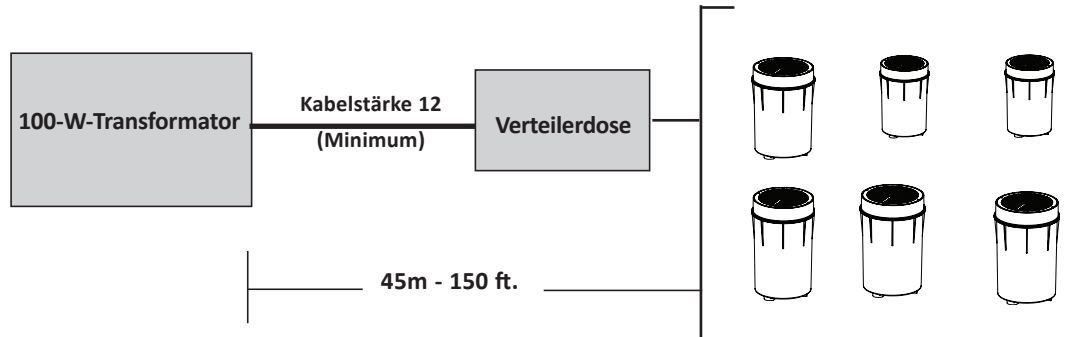 100-W-Transformator
Kabelstärke 12
(Minimum)
Verteilerdose
45m - 150 ft.